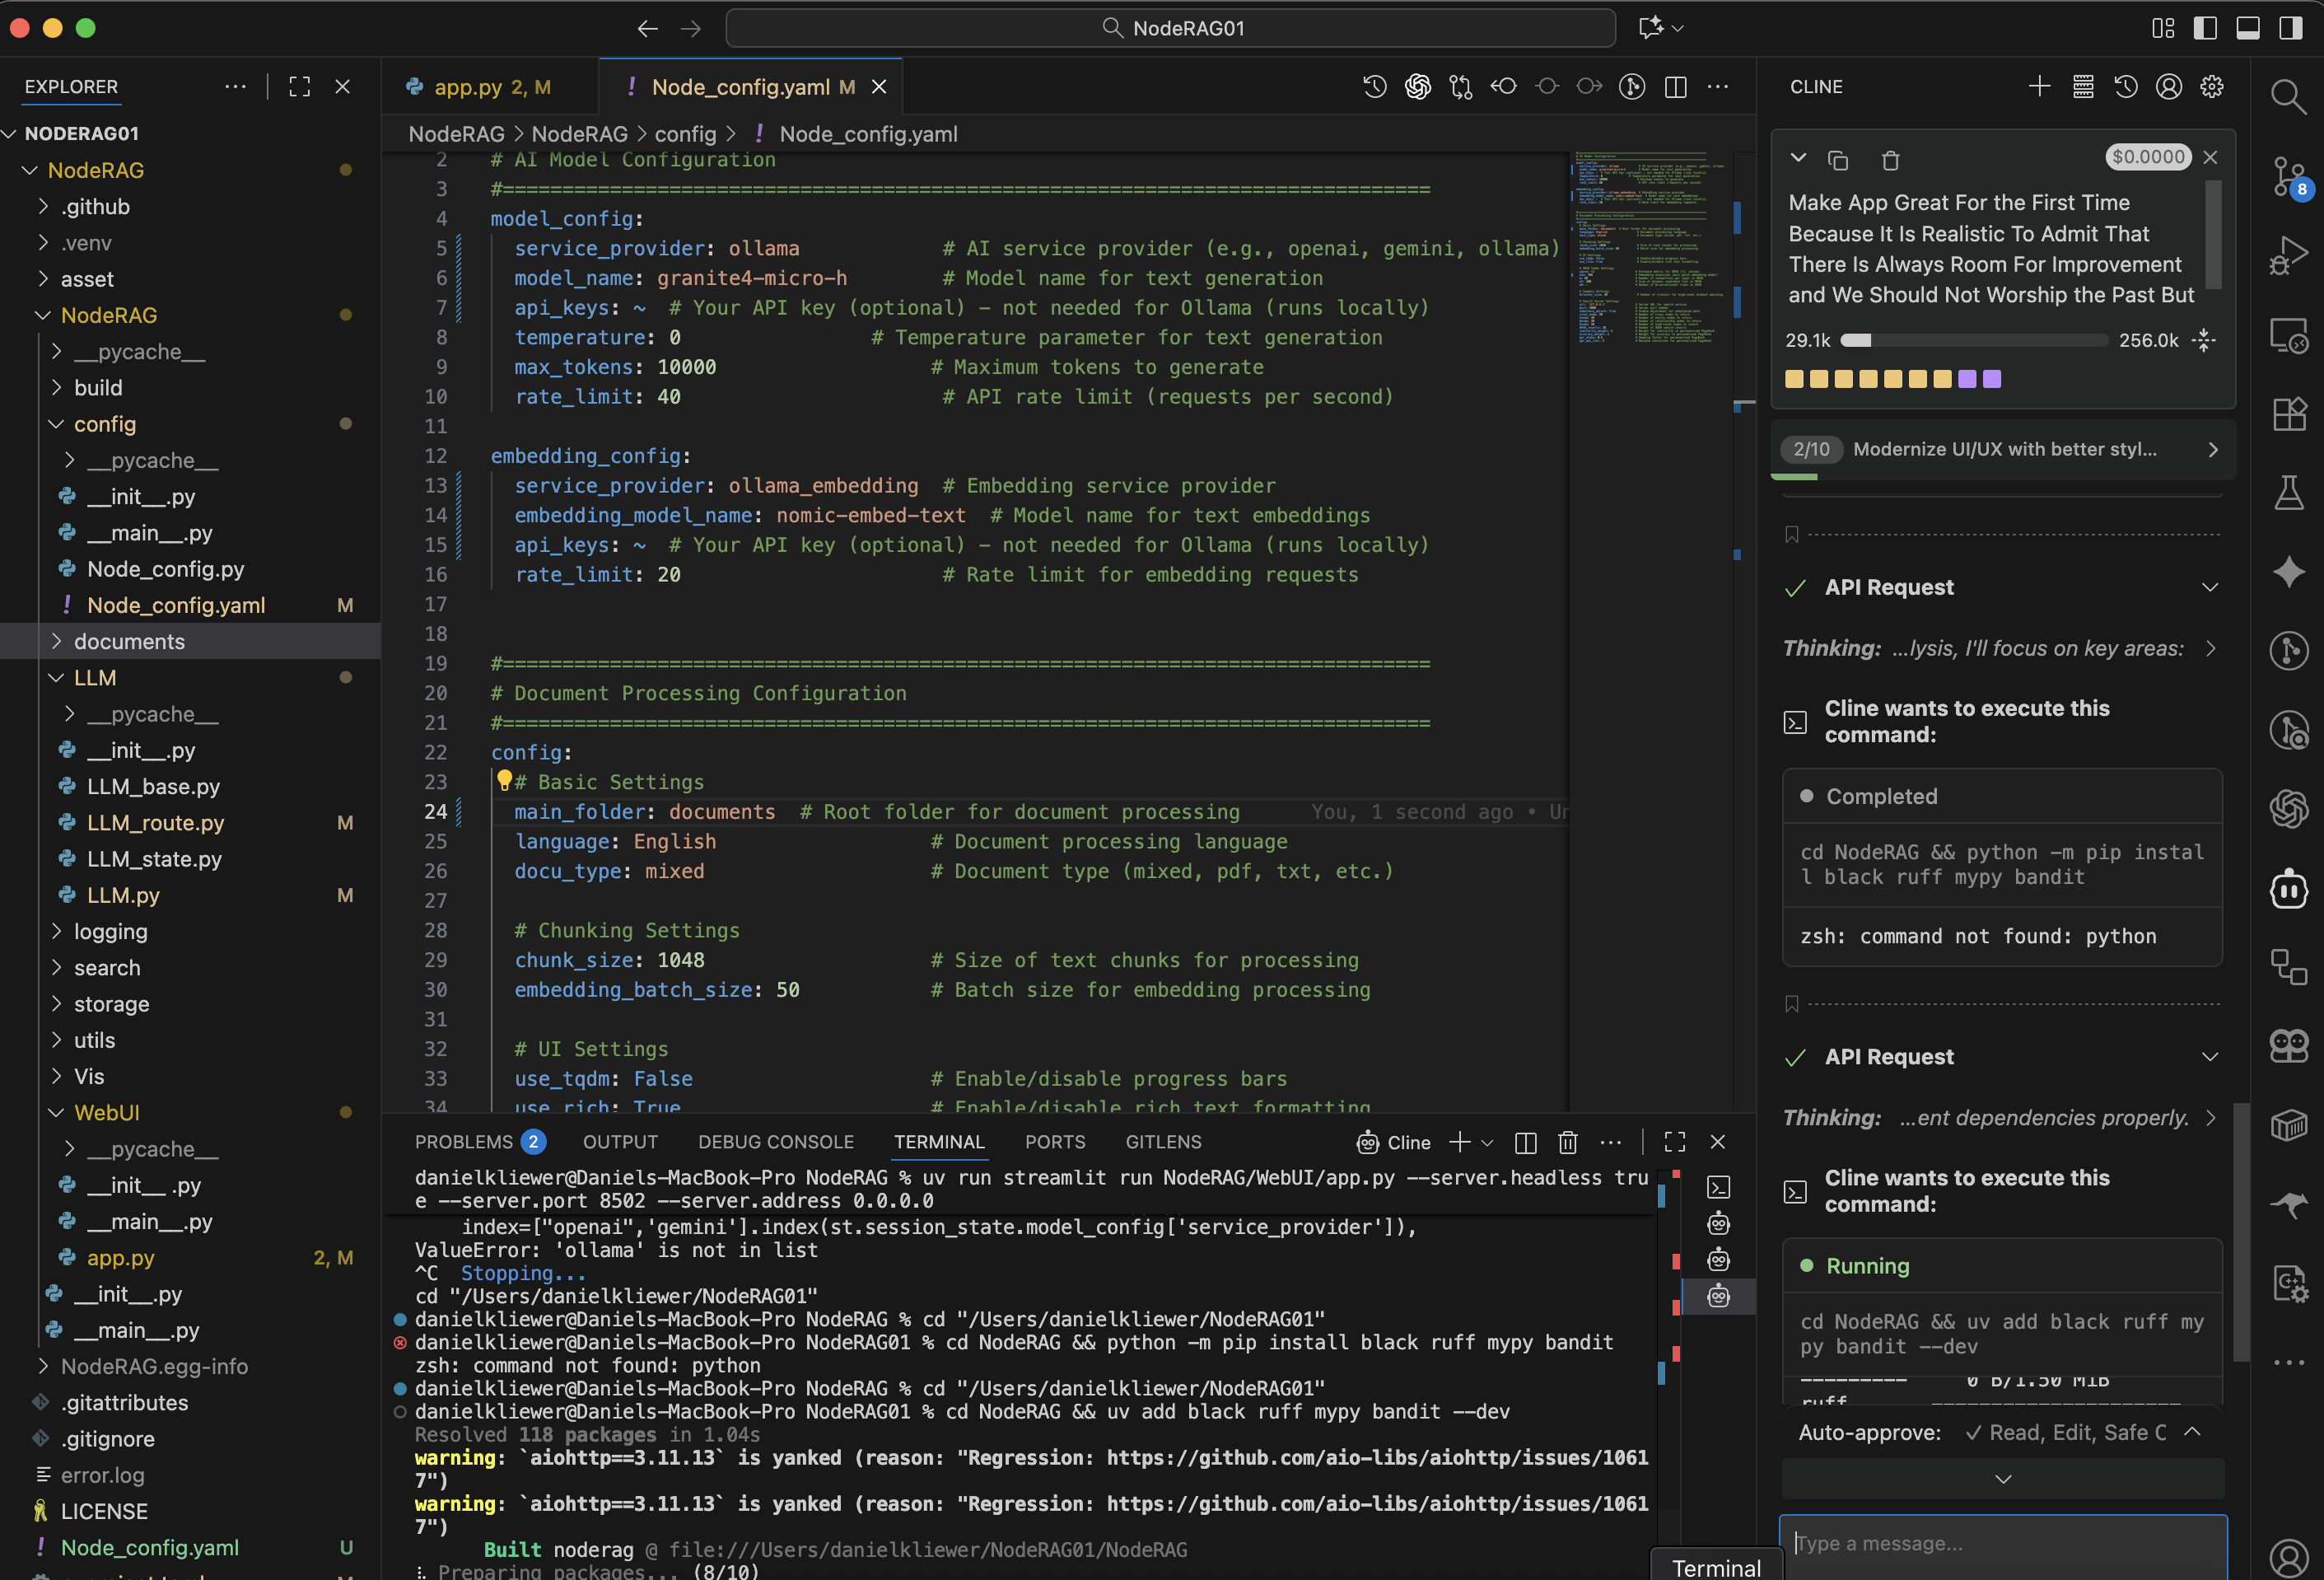 NodeRAG01
EXPLORER
NODERAG01
NodeRAG
.github
.venv
asset
NodeRAG
__pycache__
build
config
__pycache__
__init__.py
__main__.py
Node_config.py
Node_config.yaml M
documents
LLM
__pycache__
__init__.py
LLM_base.py
LLM_route.py M
LLM_state.py
LLM.py M
logging
search
storage
utils
Vis
WebUI
__pycache__
__init__ .py
__main__.py
app.py 2, M
__init__.py
__main__.py
NodeRAG.egg-info
.gitattributes
.gitignore
error.log
LICENSE
Node_config.yaml U
app.py 2, M
Node_config.yaml M
NodeRAG > NodeRAG > config > ! Node_config.yaml
2 # AI Model Configuration
3 #==============================================================================
4 model_config:
5 service_provider: ollama # AI service provider (e.g., openai, gemini, ollama)
6 model_name: granite4-micro-h # Model name for text generation
7 api_keys: ~ # Your API key (optional) - not needed for Ollama (runs locally)
8 temperature: 0 # Temperature parameter for text generation
9 max_tokens: 10000 # Maximum tokens to generate
10 rate_limit: 40 # API rate limit (requests per second)
11
12 embedding_config:
13 service_provider: ollama_embedding # Embedding service provider
14 embedding_model_name: nomic-embed-text # Model name for text embeddings
15 api_keys: ~ # Your API key (optional) - not needed for Ollama (runs locally)
16 rate_limit: 20 # Rate limit for embedding requests
17
18
19 #==============================================================================
20 # Document Processing Configuration
21 #==============================================================================
22 config:
23 # Basic Settings
24 main_folder: documents # Root folder for document processing You, 1 second ago • Un
25 language: English # Document processing language
26 docu_type: mixed # Document type (mixed, pdf, txt, etc.)
27
28 # Chunking Settings
29 chunk_size: 1048 # Size of text chunks for processing
30 embedding_batch_size: 50 # Batch size for embedding processing
31
32 # UI Settings
33 use_tqdm: False # Enable/disable progress bars
34 use_rich: True # Enable/disable rich text formatting
PROBLEMS 2 OUTPUT DEBUG CONSOLE TERMINAL PORTS GITLENS
Cline
danielkliewer@Daniels-MacBook-Pro NodeRAG % uv run streamlit run NodeRAG/WebUI/app.py --server.headless tru
e --server.port 8502 --server.address 0.0.0.0
index=["openai",'gemini'].index(st.session_state.model_config['service_provider']),
ValueError: 'ollama' is not in list
^C Stopping...
cd "/Users/danielkliewer/NodeRAG01"
danielkliewer@Daniels-MacBook-Pro NodeRAG % cd "/Users/danielkliewer/NodeRAG01"
danielkliewer@Daniels-MacBook-Pro NodeRAG01 % cd NodeRAG && python -m pip install black ruff mypy bandit
zsh: command not found: python
danielkliewer@Daniels-MacBook-Pro NodeRAG % cd "/Users/danielkliewer/NodeRAG01"
danielkliewer@Daniels-MacBook-Pro NodeRAG01 % cd NodeRAG && uv add black ruff mypy bandit --dev
Resolved 118 packages in 1.04s
warning: `aiohttp==3.11.13` is yanked (reason: "Regression: https://github.com/aio-libs/aiohttp/issues/1061
7")
warning: `aiohttp==3.11.13` is yanked (reason: "Regression: https://github.com/aio-libs/aiohttp/issues/1061
7")
Built noderag @ file:///Users/danielkliewer/NodeRAG01/NodeRAG
Preparing packages... (8/10)
Terminal
CLINE
$0.0000
Make App Great For the First Time
Because It Is Realistic To Admit That
There Is Always Room For Improvement
and We Should Not Worship the Past But
29.1k 256.0k
2/10 Modernize UI/UX with better styl...
API Request
Thinking: ...lysis, I'll focus on key areas:
Cline wants to execute this
command:
Completed
cd NodeRAG && python -m pip instal
l black ruff mypy bandit
zsh: command not found: python
API Request
Thinking: ...ent dependencies properly.
Cline wants to execute this
command:
Running
cd NodeRAG && uv add black ruff my
py bandit --dev
--------- 0 B/1.50 MiB
ruff ---------------------
Auto-approve: Read, Edit, Safe C
Type a message...
8